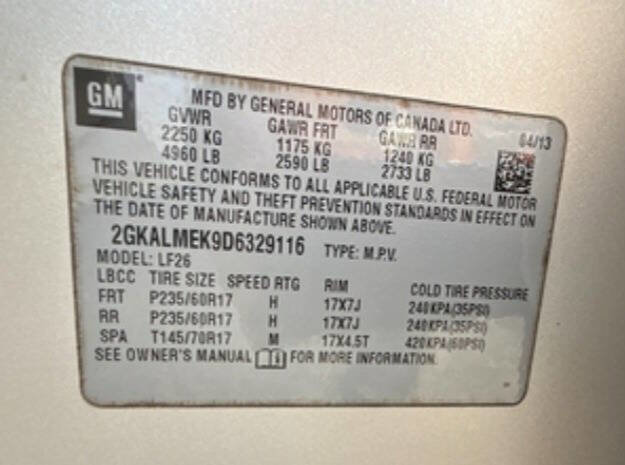 GM
MFD BY GENERAL MOTORS OF CANADA LTD.
04/13
GVWR GAWR FRT GAWR RR
2250 KG 1175 KG 1240 KG
4960 LB 2590 LB 2733 LB
THIS VEHICLE CONFORMS TO ALL APPLICABLE U.S. FEDERAL MOTOR
VEHICLE SAFETY AND THEFT PREVENTION STANDARDS IN EFFECT ON
THE DATE OF MANUFACTURE SHOWN ABOVE.
2GKALMEK9D6329116 TYPE: M.P.V.
MODEL: LF26
LBCC TIRE SIZE SPEED RTG RIM COLD TIRE PRESSURE
FRT P235/60R17 H 17X7J 240KPA(35PSI)
RR P235/60R17 H 17X7J 240KPA(35PSI)
SPA T145/70R17 M 17X4.5T 420KPA(60PSI)
SEE OWNER'S MANUAL FOR MORE INFORMATION.